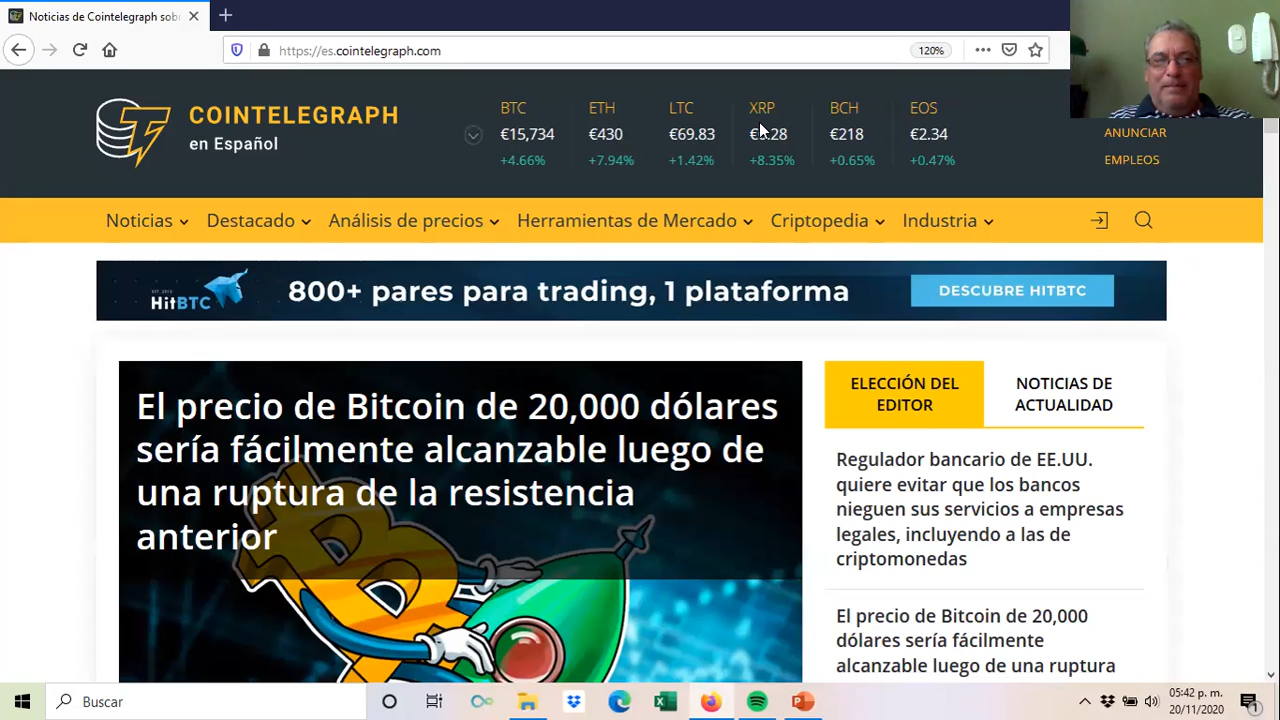 Noticias de Cointelegraph sob
https://es.cointelegraph.com
120%
COINTELEGRAPH
en Español
BTC ETH LTC XRP BCH EOS
€15,734 €430 €69.83 €218 €2.34
+4.66% +7.94% +1.42% +8.35% +0.65% +0.47%
ANUNCIAR
EMPLEOS
Noticias Destacado Análisis de precios Herramientas de Mercado Criptopedia Industria
HitBTC
800+ pares para trading, 1 plataforma
DESCUBRE HITBTC
El precio de Bitcoin de 20,000 dólares
sería fácilmente alcanzable luego de
una ruptura de la resistencia
anterior
ELECCIÓN DEL
EDITOR
NOTICIAS DE
ACTUALIDAD
Regulador bancario de EE.UU.
quiere evitar que los bancos
nieguen sus servicios a empresas
legales, incluyendo a las de
criptomonedas
El precio de Bitcoin de 20,000
dólares sería fácilmente
alcanzable luego de una ruptura
Buscar
05:42 p. m.
20/11/2020
1